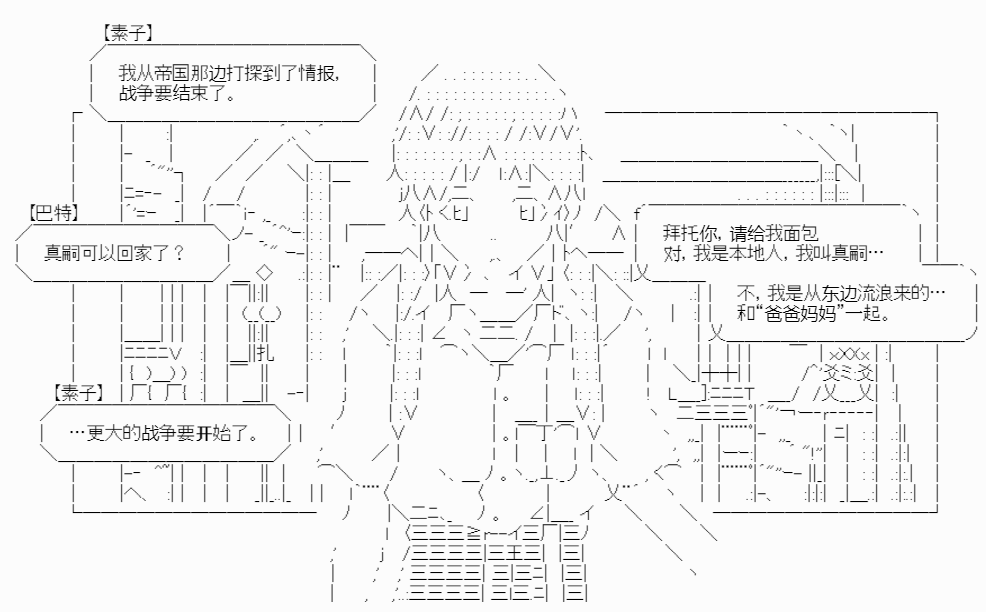 【素子】
我从帝国那边打探到了情报，
战争要结束了。
【巴特】
真嗣可以回家了？
拜托你，请给我面包
对，我是本地人，我叫真嗣…
不，我是从东边流浪来的…
和“爸爸妈妈”一起。
【素子】
…更大的战争要开始了。